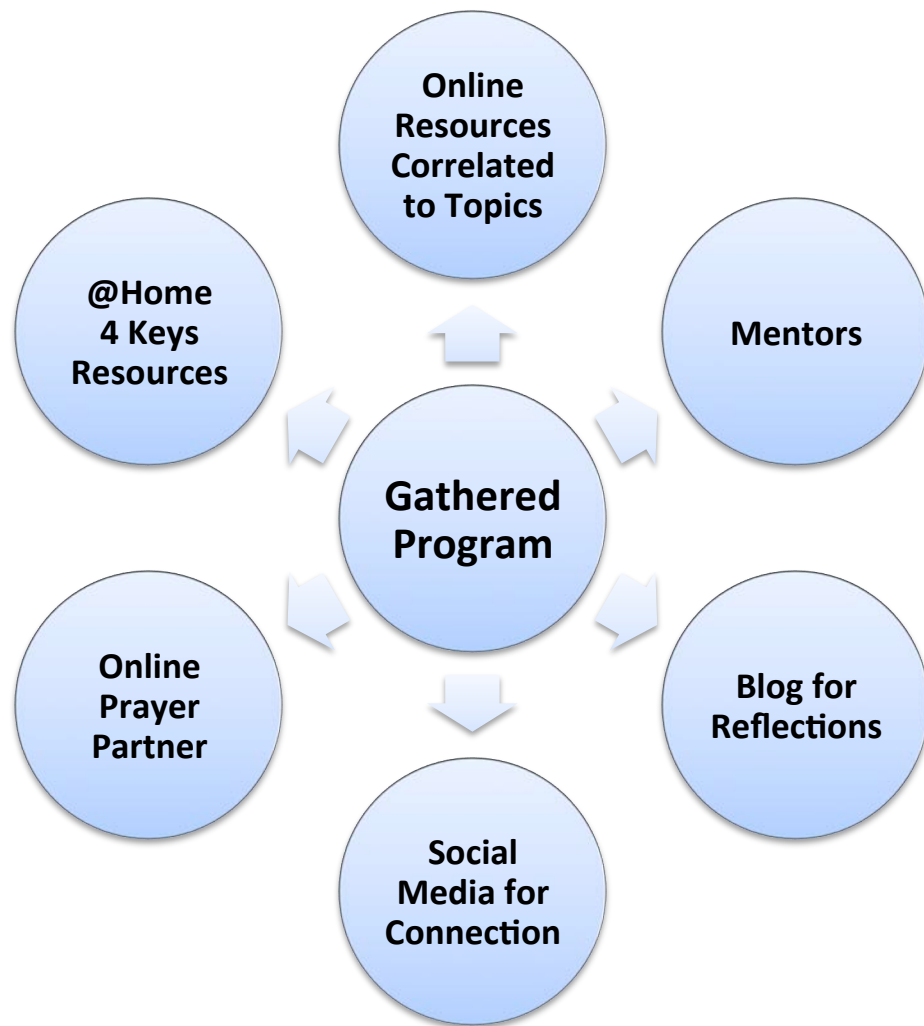 Online
Resources
Correlated
to Topics
@Home
4 Keys
Resources
Mentors
Gathered
Program
Online
Prayer
Partner
Blog for
Reflections
Social
Media for
Connection